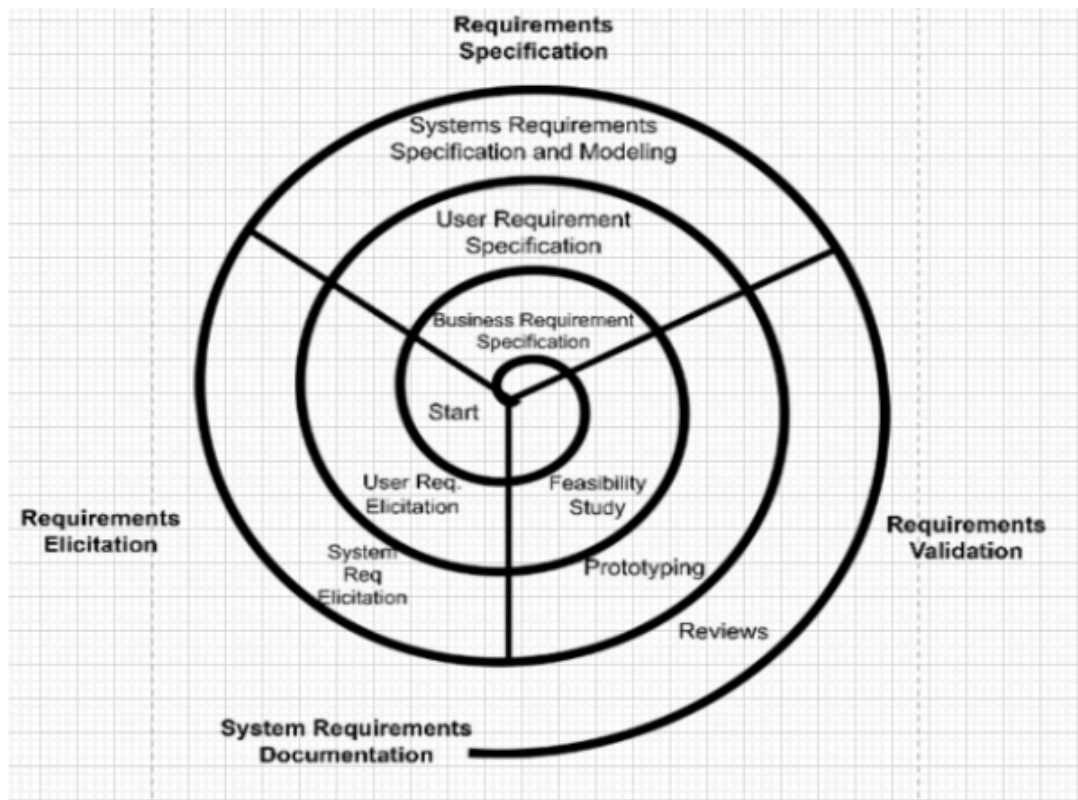 Requirements
Specification
Systems Requirements
Specification and Modeling
User Requirement
Specification
Business Requirement
Specification
Start
User Req.
Elicitation
Feasibility
Study
Requirements
Elicitation
Requirements
Validation
System
Req
Elicitation
Prototyping
Reviews
System Requirements
Documentation